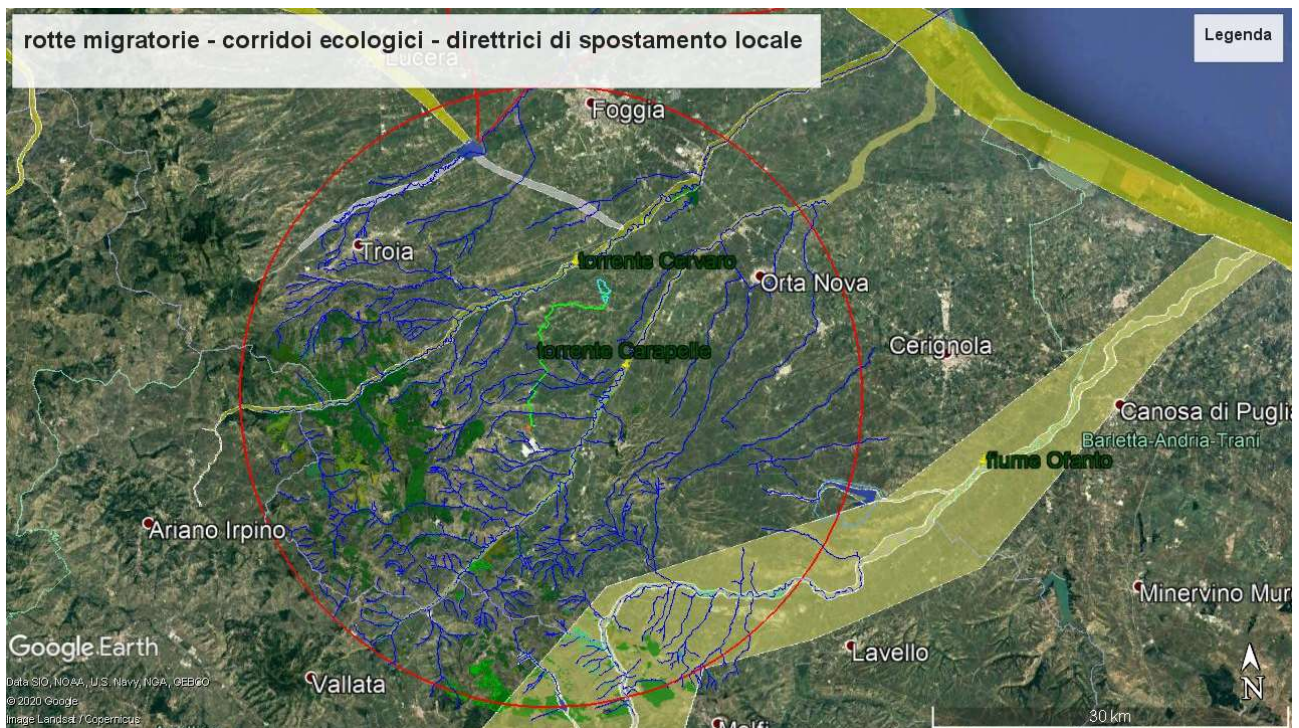 rotte migratorie - corridoi ecologici - direttrici di spostamento locale
Legenda
Lucera
Foggia
Troia
torrente Cervaro
Orta Nova
torrente Carapelle
Cerignola
Canosa di Puglia
Barletta-Andria-Trani
fiume Ofanto
Ariano Irpino
Minervino Mur
Google Earth
Lavello
Vallata
Data SIO, NOAA, U.S. Navy, NGA, GEBCO
© 2020 Google
Image Landsat / Copernicus
Melfi
30 km
N